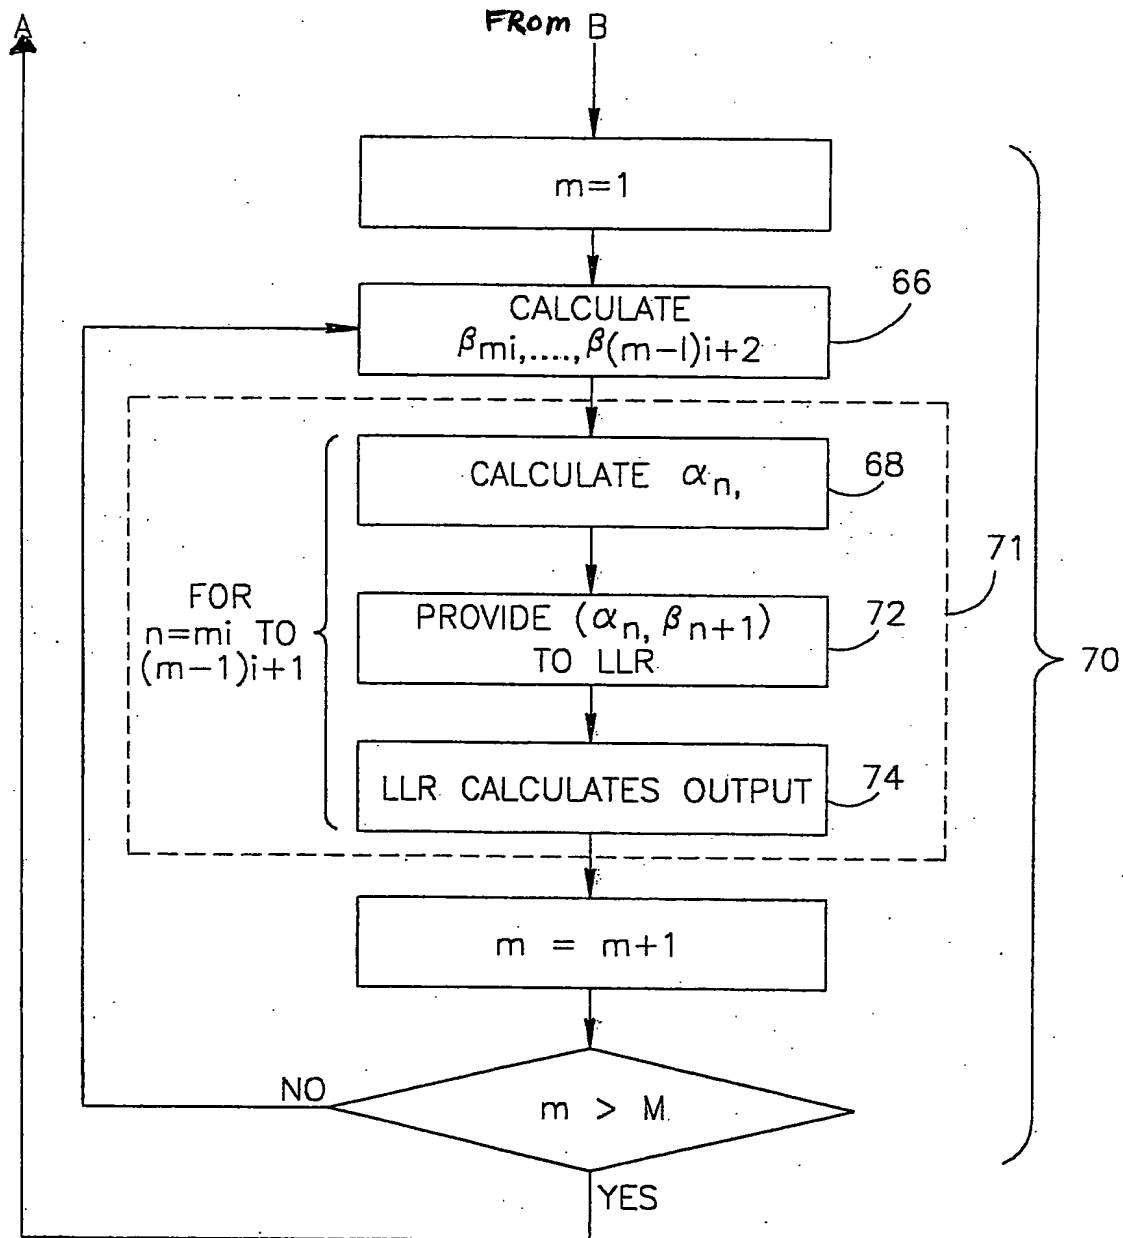 A
FRom B
m=1
66
CALCULATE
βmi,....,β(m-1)i+2
CALCULATE αn,
68
71
FOR
n=mi TO
(m-1)i+1
PROVIDE (αn, βn+1)
TO LLR
72
70
LLR CALCULATES OUTPUT
74
m = m+1
NO
m > M
YES